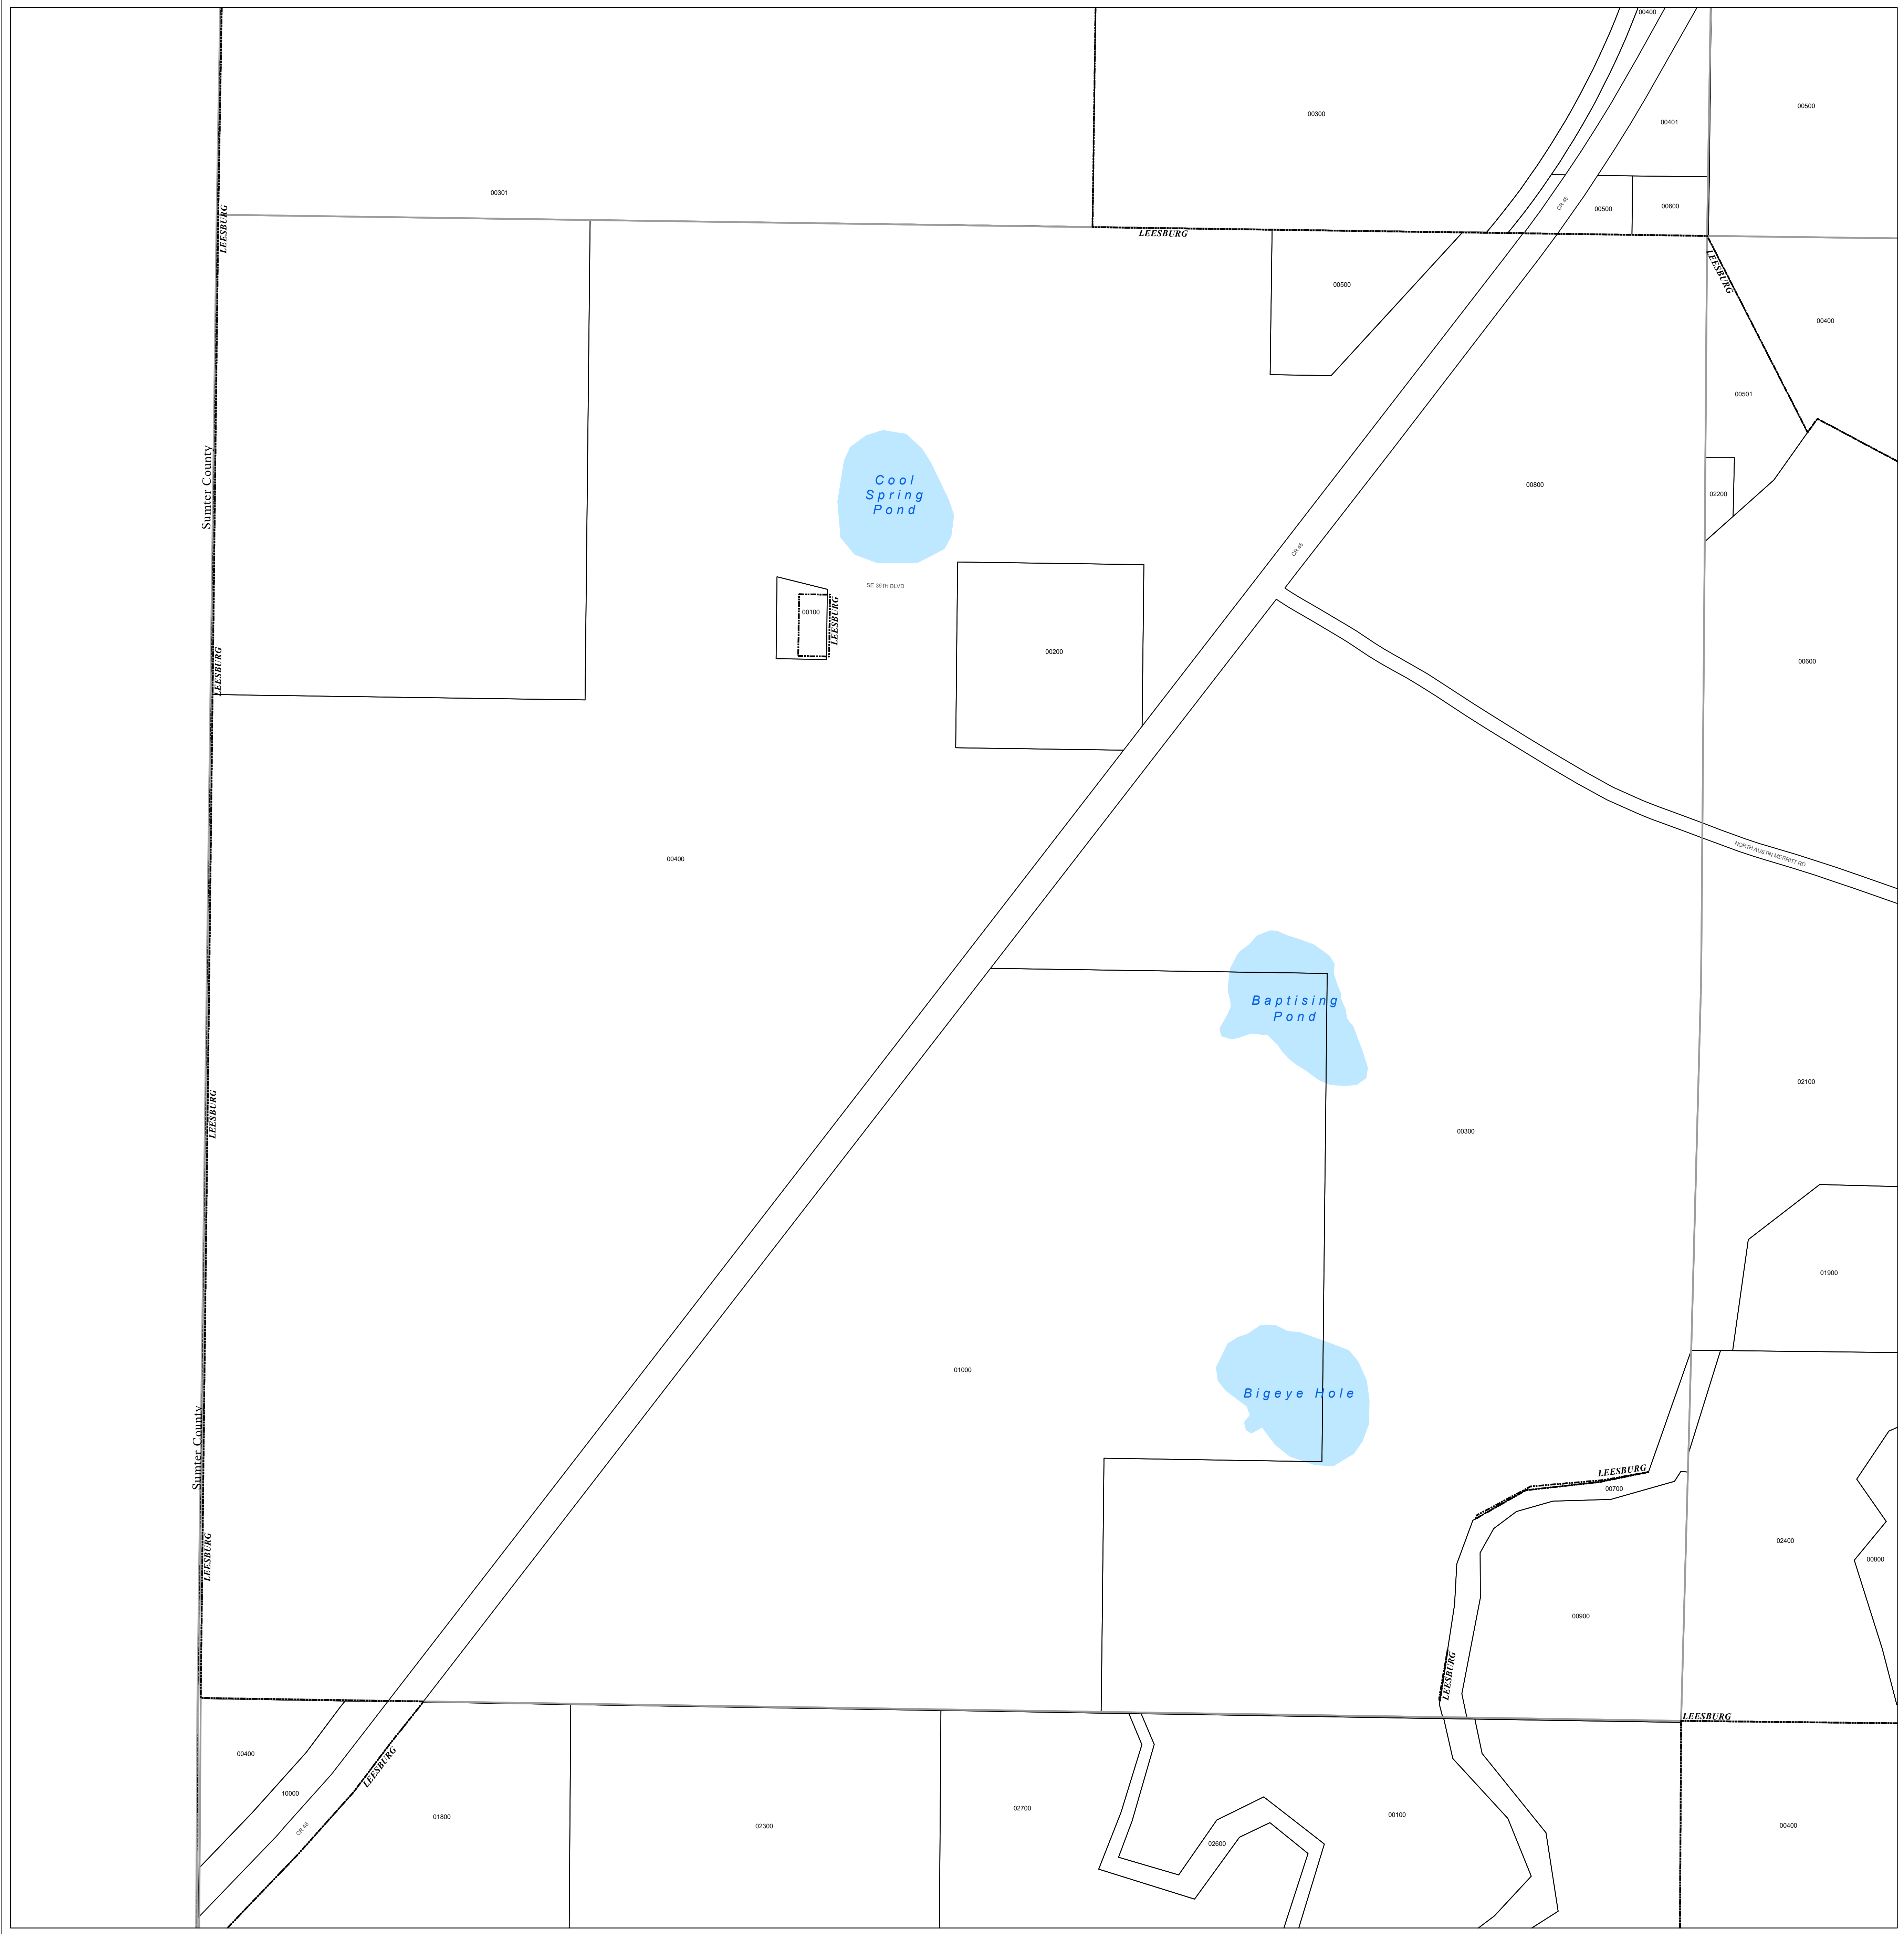 00400
00300
00500
00401
00301
LEESBURG
CR 48
00500
00600
LEESBURG
LEESBURG
00500
00400
00501
Sumter County
Cool
Spring
Pond
00800
02200
CR 48
SE 36TH BLVD
00100
LEESBURG
00200
00600
LEESBURG
00400
NORTH AUSTIN MERRITT RD
Baptising
Pond
02100
LEESBURG
00300
01900
01000
Bigeye Hole
Sumter County
LEESBURG
00700
LEESBURG
02400
00800
00900
LEESBURG
LEESBURG
00400
LEESBURG
10000
CR 48
01800
02300
02700
02600
00100
00400